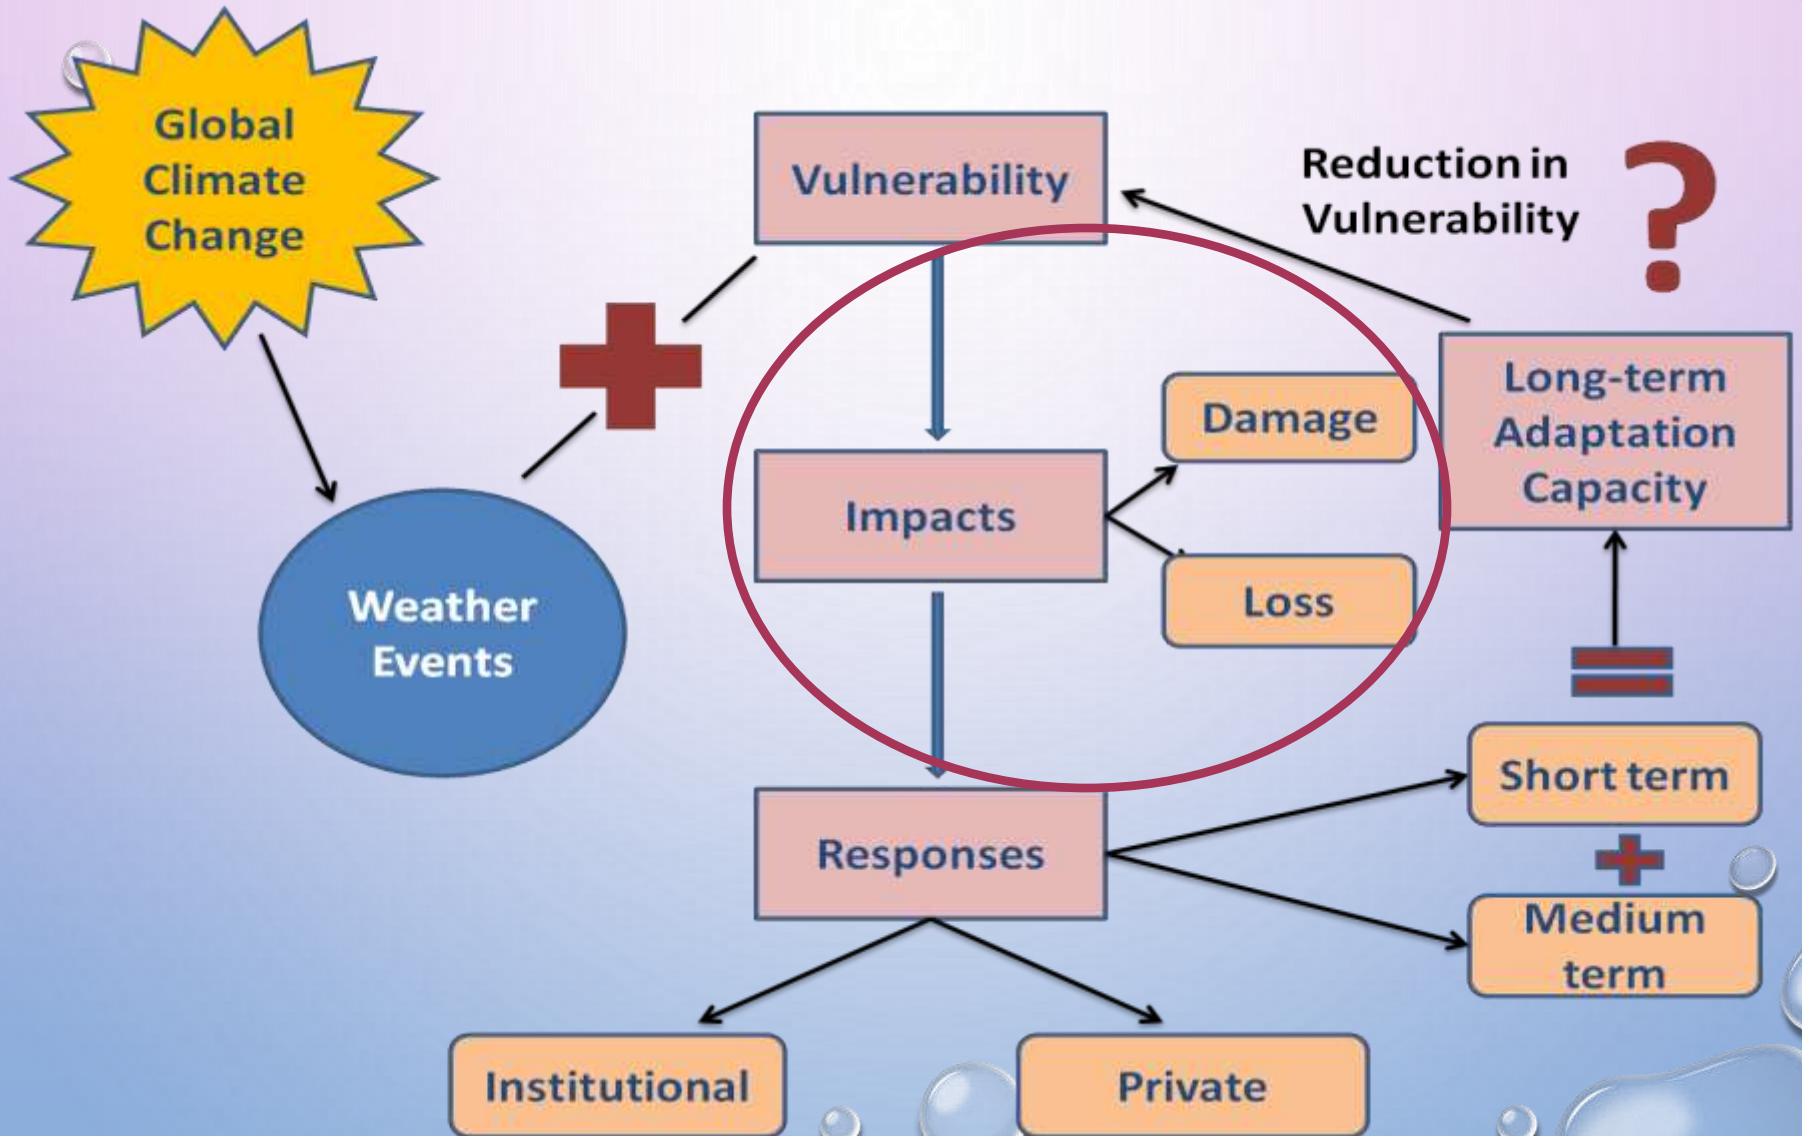 Global
Climate
Change
Vulnerability
Reduction in
Vulnerability
?
Damage
Long-term
Adaptation
Capacity
Impacts
Loss
Weather
Events
Short term
Responses
Medium
term
Institutional
Private